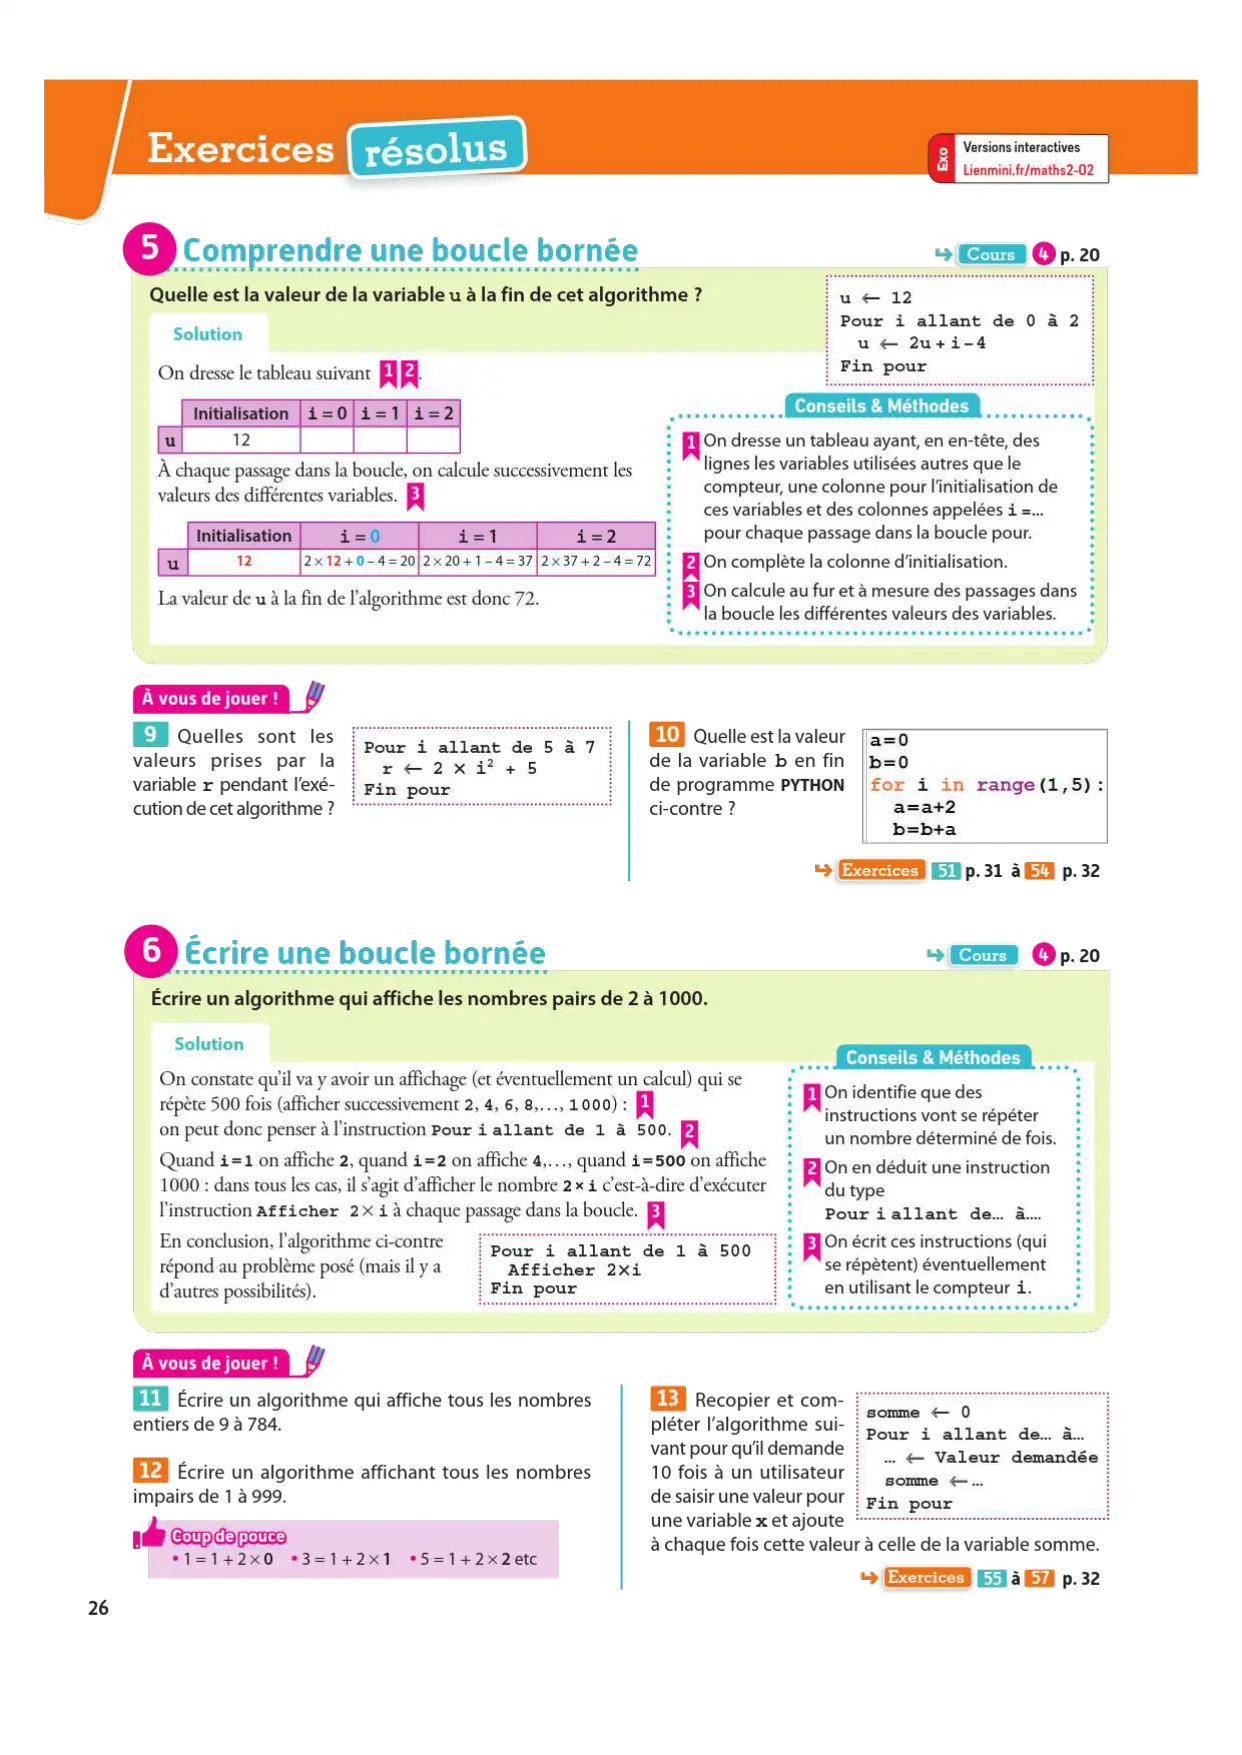 Exercices résolus
Exo
Versions interactives
Lienmini.fr/maths2-02
5 Comprendre une boucle bornée
Cours 4 p. 20
Quelle est la valeur de la variable u à la fin de cet algorithme ?
u ← 12
Pour i allant de 0 à 2
u ← 2u + i – 4
Fin pour
Solution
On dresse le tableau suivant 1 2.
Initialisation i = 0 i = 1 i = 2
u 12
À chaque passage dans la boucle, on calcule successivement les
valeurs des différentes variables. 3
Initialisation i = 0 i = 1 i = 2
u 12 2 × 12 + 0 – 4 = 20 2 × 20 + 1 – 4 = 37 2 × 37 + 2 – 4 = 72
La valeur de u à la fin de l'algorithme est donc 72.
Conseils & Méthodes
1 On dresse un tableau ayant, en en-tête, des
lignes les variables utilisées autres que le
compteur, une colonne pour l'initialisation de
ces variables et des colonnes appelées i =...
pour chaque passage dans la boucle pour.
2 On complète la colonne d'initialisation.
3 On calcule au fur et à mesure des passages dans
la boucle les différentes valeurs des variables.
À vous de jouer !
9 Quelles sont les
valeurs prises par la
variable r pendant l'exé-
cution de cet algorithme ?
Pour i allant de 5 à 7
r ← 2 × i² + 5
Fin pour
10 Quelle est la valeur
de la variable b en fin
de programme PYTHON
ci-contre ?
a=0
b=0
for i in range(1,5):
a=a+2
b=b+a
Exercices 51 p. 31 à 54 p. 32
6 Écrire une boucle bornée
Cours 4 p. 20
Écrire un algorithme qui affiche les nombres pairs de 2 à 1000.
Solution
On constate qu'il va y avoir un affichage (et éventuellement un calcul) qui se
répète 500 fois (afficher successivement 2, 4, 6, 8,…, 1000) : 1
on peut donc penser à l'instruction Pour i allant de 1 à 500. 2
Quand i=1 on affiche 2, quand i=2 on affiche 4,…, quand i=500 on affiche
1000 : dans tous les cas, il s'agit d'afficher le nombre 2 × i c'est-à-dire d'exécuter
l'instruction Afficher 2× i à chaque passage dans la boucle. 3
En conclusion, l'algorithme ci-contre
répond au problème posé (mais il y a
d'autres possibilités).
Pour i allant de 1 à 500
Afficher 2×i
Fin pour
Conseils & Méthodes
1 On identifie que des
instructions vont se répéter
un nombre déterminé de fois.
2 On en déduit une instruction
du type
Pour i allant de… à….
3 On écrit ces instructions (qui
se répètent) éventuellement
en utilisant le compteur i.
À vous de jouer !
11 Écrire un algorithme qui affiche tous les nombres
entiers de 9 à 784.
12 Écrire un algorithme affichant tous les nombres
impairs de 1 à 999.
Coup de pouce
• 1 = 1 + 2 × 0 • 3 = 1 + 2 × 1 • 5 = 1 + 2 × 2 etc
13 Recopier et com-
pléter l'algorithme sui-
vant pour qu'il demande
10 fois à un utilisateur
de saisir une valeur pour
une variable x et ajoute
à chaque fois cette valeur à celle de la variable somme.
somme ← 0
Pour i allant de… à…
… ← Valeur demandée
somme ← …
Fin pour
Exercices 55 à 57 p. 32
26